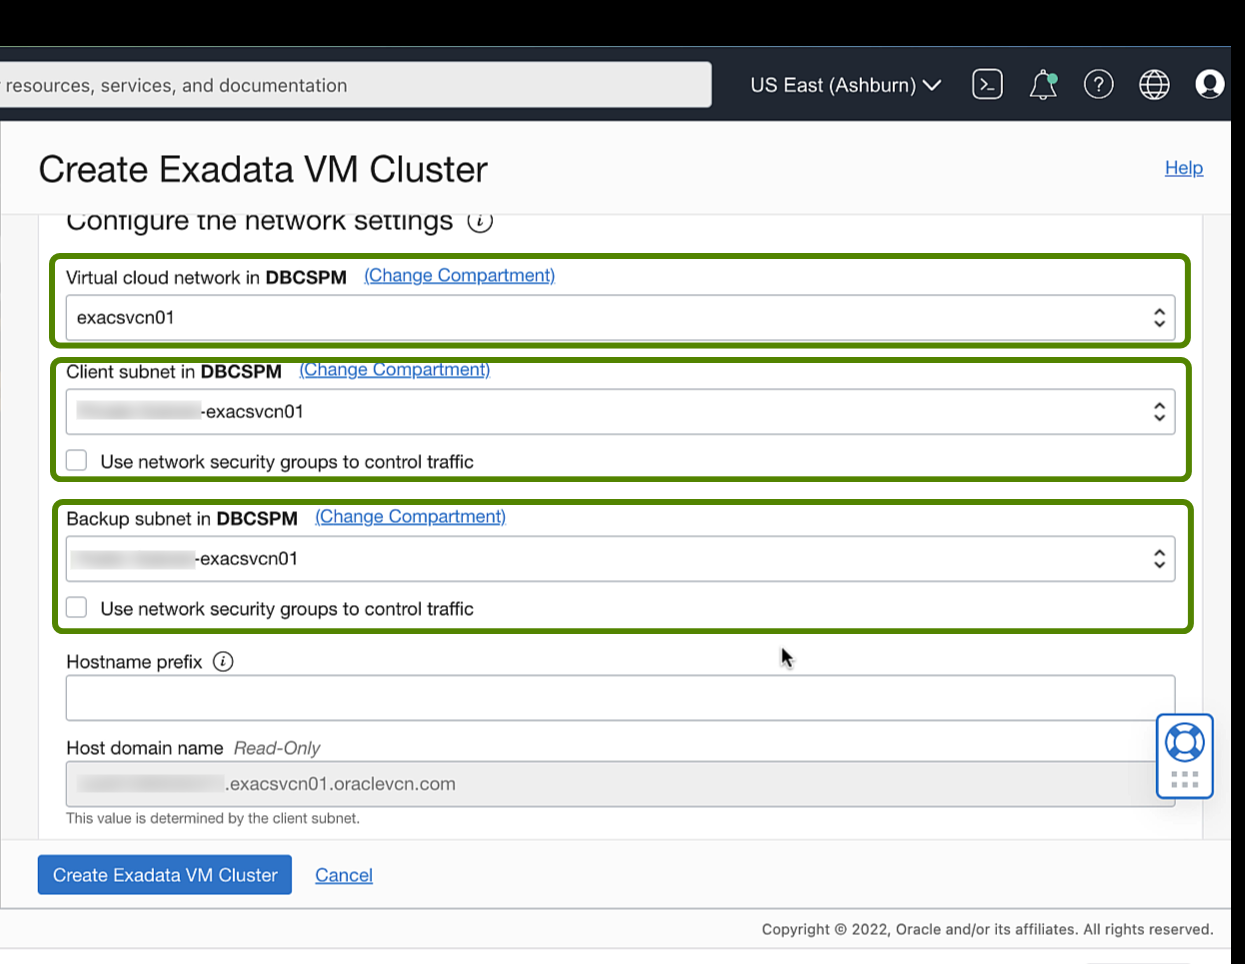 resources, services, and documentation
US East (Ashburn)
Create Exadata VM Cluster
Help
Configure the network settings
Virtual cloud network in DBCSPM (Change Compartment)
exacsvcn01
Client subnet in DBCSPM (Change Compartment)
-exacsvcn01
Use network security groups to control traffic
Backup subnet in DBCSPM (Change Compartment)
-exacsvcn01
Use network security groups to control traffic
Hostname prefix
Host domain name Read-Only
.exacsvcn01.oraclevcn.com
This value is determined by the client subnet.
Create Exadata VM Cluster
Cancel
Copyright © 2022, Oracle and/or its affiliates. All rights reserved.